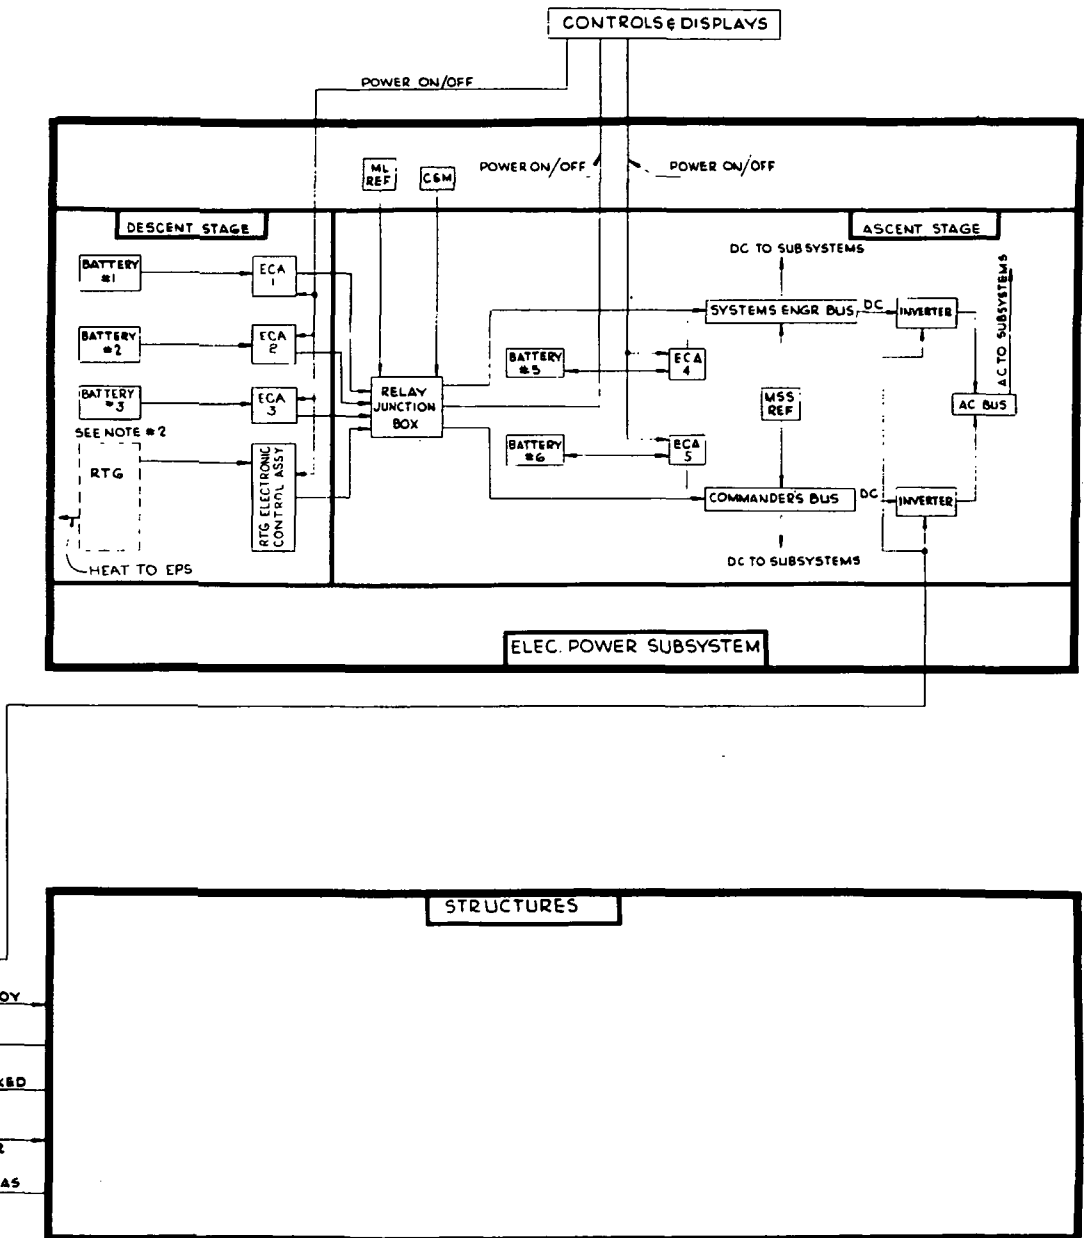 CONTROLS & DISPLAYS
POWER ON/OFF
POWER ON/OFF
POWER ON/OFF
ML
REF
CSM
DESCENT STAGE
ASCENT STAGE
BATTERY
#1
ECA
1
BATTERY
#2
ECA
2
BATTERY
#3
ECA
3
SEE NOTE #2
RTG
RTG ELECTRONIC
CONTROL ASSY
HEAT TO EPS
RELAY
JUNCTION
BOX
BATTERY
#5
ECA
4
BATTERY
#6
ECA
5
DC TO SUBSYSTEMS
SYSTEMS ENGR BUS
DC
INVERTER
AC TO SUBSYSTEMS
MSS
REF
AC BUS
COMMANDER'S BUS
DC
INVERTER
DC TO SUBSYSTEMS
ELEC. POWER SUBSYSTEM
STRUCTURES
OY
KED
R
AS